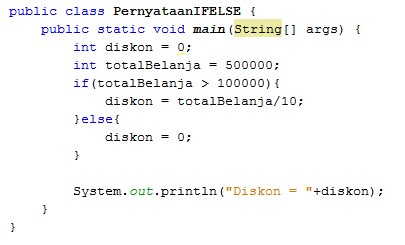 public class PernyataanIFELSE {
    public static void main(String[] args) {
        int diskon = 0;
        int totalBelanja = 500000;
        if(totalBelanja > 100000){
            diskon = totalBelanja/10;
        }else{
            diskon = 0;
        }

        System.out.println("Diskon = "+diskon);
    }
}